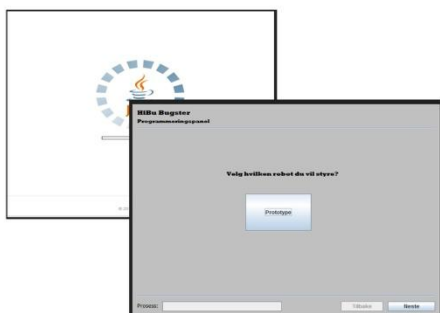 HiBu Bugster
Programmeringspanel
Velg hvilken robot du vil styre?
Prototype
Prosess:
Tilbake
Neste